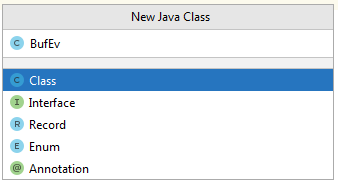 New Java Class
C BufEv
C Class
I Interface
R Record
E Enum
@ Annotation